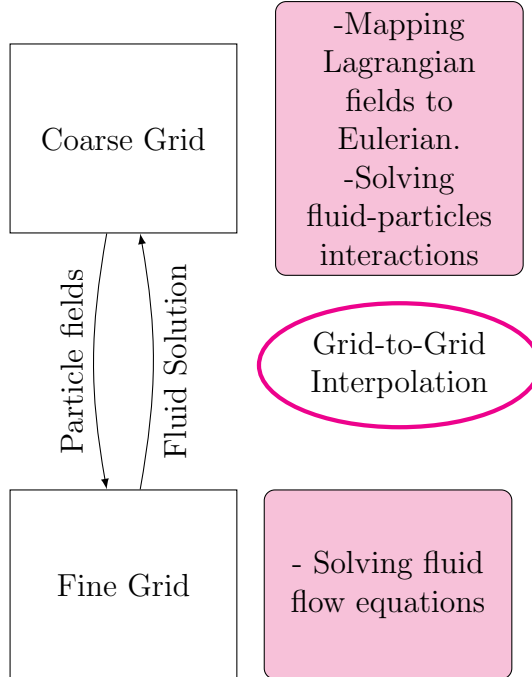 Coarse Grid
-Mapping
Lagrangian
fields to
Eulerian.
-Solving
fluid-particles
interactions
Particle fields
Fluid Solution
Grid-to-Grid
Interpolation
Fine Grid
- Solving fluid
flow equations